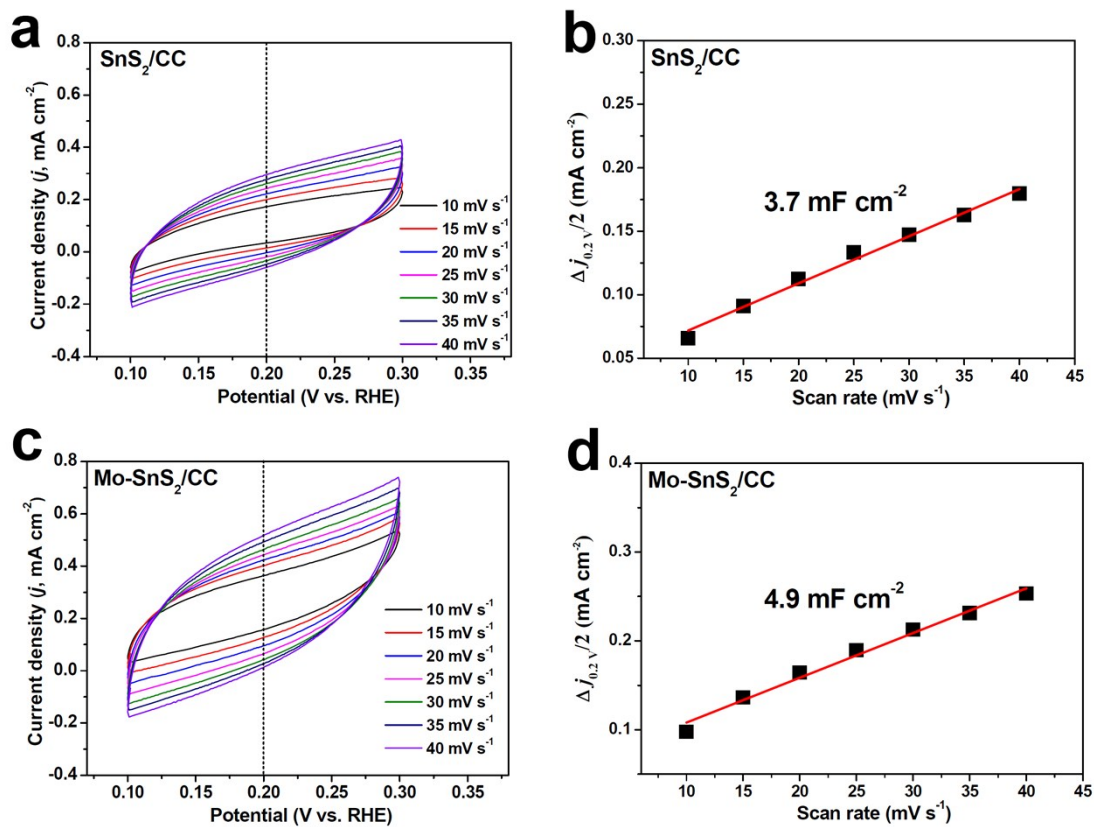 a
SnS2/CC
Current density (j, mA cm-2)
0.8
0.6
0.4
0.2
0.0
-0.2
-0.4
10 mV s-1
15 mV s-1
20 mV s-1
25 mV s-1
30 mV s-1
35 mV s-1
40 mV s-1
0.10 0.15 0.20 0.25 0.30 0.35
Potential (V vs. RHE)
b
SnS2/CC
Δ j0.2 V/2 (mA cm-2)
0.30
0.25
0.20
0.15
0.10
0.05
3.7 mF cm-2
10 15 20 25 30 35 40 45
Scan rate (mV s-1)
c
Mo-SnS2/CC
Current density (j, mA cm-2)
0.8
0.6
0.4
0.2
0.0
-0.2
-0.4
10 mV s-1
15 mV s-1
20 mV s-1
25 mV s-1
30 mV s-1
35 mV s-1
40 mV s-1
0.10 0.15 0.20 0.25 0.30 0.35
Potential (V vs. RHE)
d
Mo-SnS2/CC
Δ j0.2 V/2 (mA cm-2)
0.4
0.3
0.2
0.1
4.9 mF cm-2
10 15 20 25 30 35 40 45
Scan rate (mV s-1)